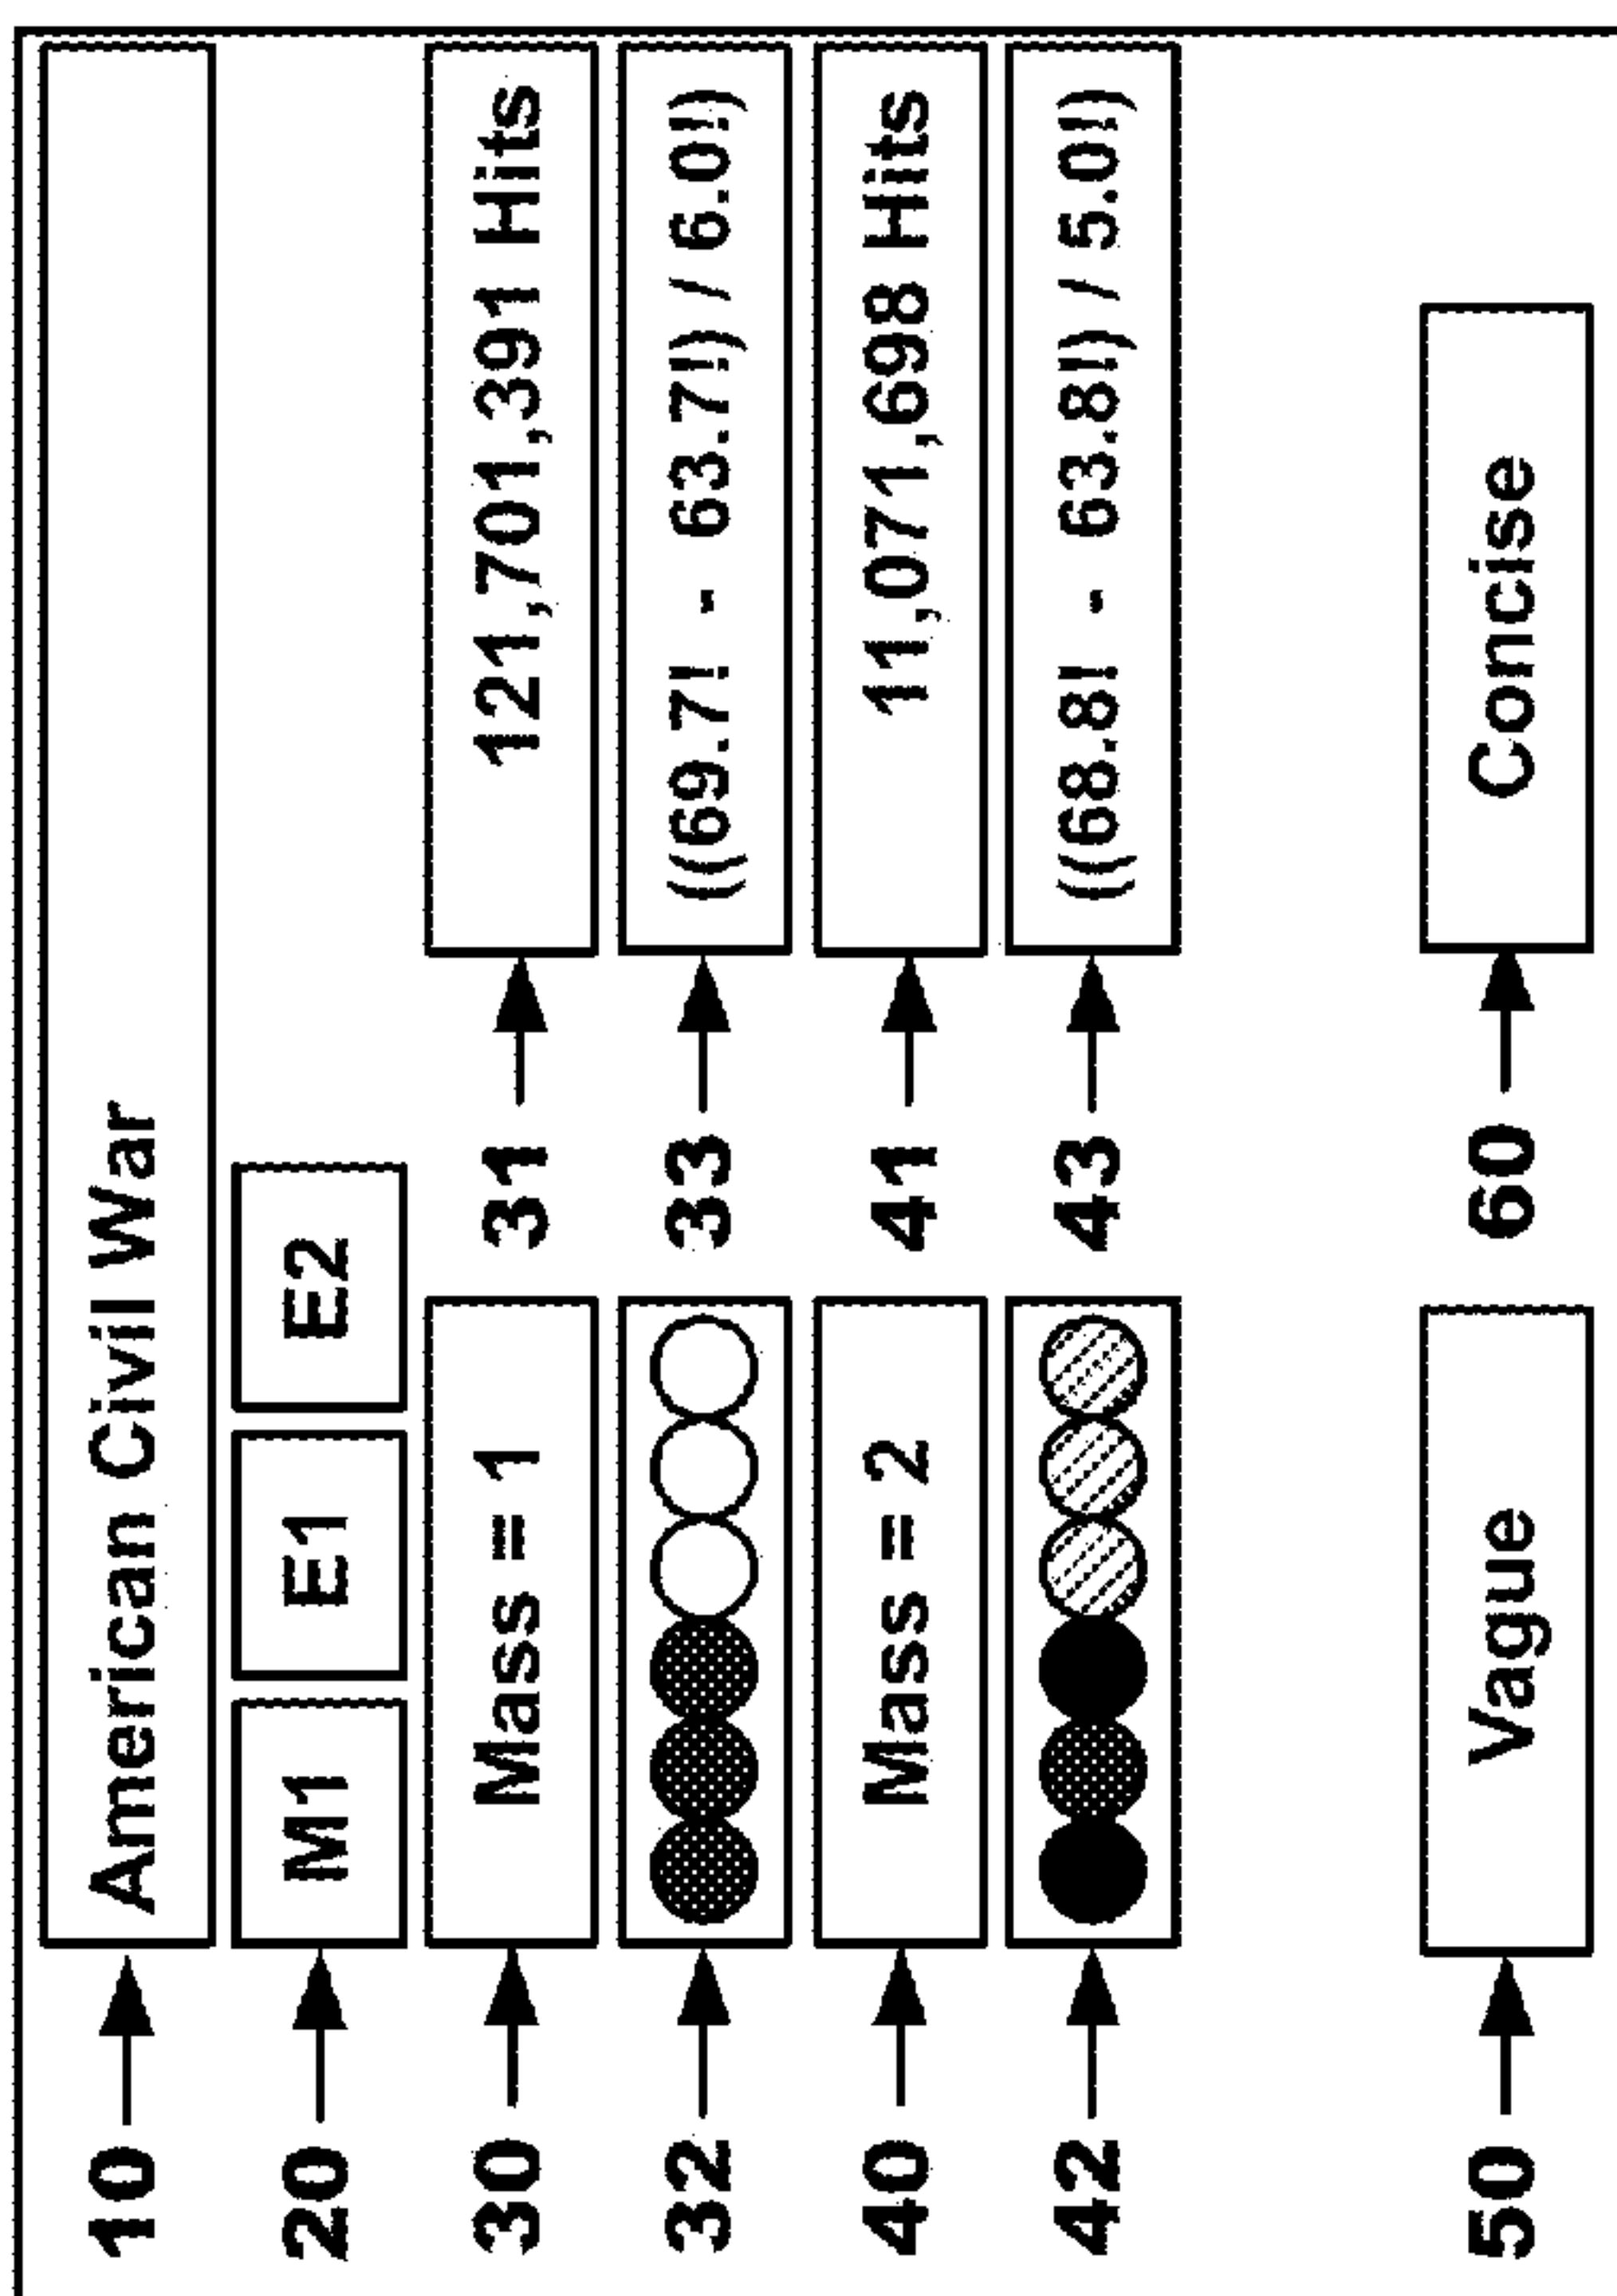 10 American Civil War
20 M1 E1 E2
30 Mass = 1 31 121,701,391 Hits
32 33 ((69.7! - 63.7!) / 6.0!)
40 Mass = 2 41 11,071,698 Hits
42 43 ((68.8! - 63.8!) / 5.0!)
50 Vague 60 Concise